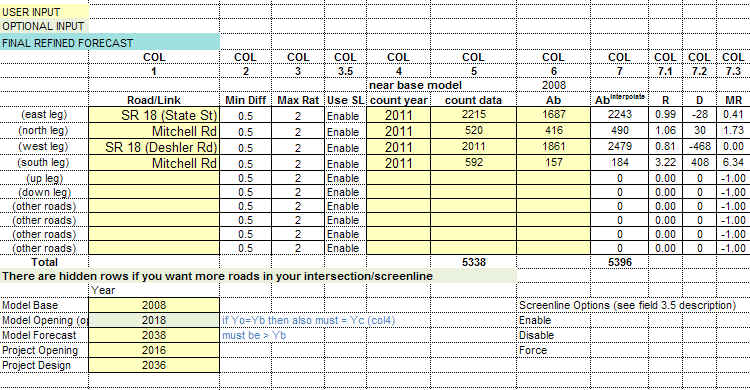 USER INPUT
OPTIONAL INPUT
FINAL REFINED FORECAST
COL COL COL COL COL COL COL COL COL COL COL
1 2 3 3.5 4 5 6 7 7.1 7.2 7.3
near base model 2008
Road/Link Min Diff Max Rat Use SL count year count data Ab Abinterpolate R D MR
(east leg) SR 18 (State St) 0.5 2 Enable 2011 2215 1687 2243 0.99 -28 0.41
(north leg) Mitchell Rd 0.5 2 Enable 2011 520 416 490 1.06 30 1.73
(west leg) SR 18 (Deshler Rd) 0.5 2 Enable 2011 2011 1861 2479 0.81 -468 0.00
(south leg) Mitchell Rd 0.5 2 Enable 2011 592 157 184 3.22 408 6.34
(up leg) 0.5 2 Enable 0 0.00 0 -1.00
(down leg) 0.5 2 Enable 0 0.00 0 -1.00
(other roads) 0.5 2 Enable 0 0.00 0 -1.00
(other roads) 0.5 2 Enable 0 0.00 0 -1.00
(other roads) 0.5 2 Enable 0 0.00 0 -1.00
(other roads) 0.5 2 Enable 0 0.00 0 -1.00
Total 5338 5396
There are hidden rows if you want more roads in your intersection/screenline
Year
Model Base 2008 Screenline Options (see field 3.5 description)
Model Opening (op 2018 if Yo=Yb then also must = Yc (col4) Enable
Model Forecast 2038 must be > Yb Disable
Project Opening 2016 Force
Project Design 2036